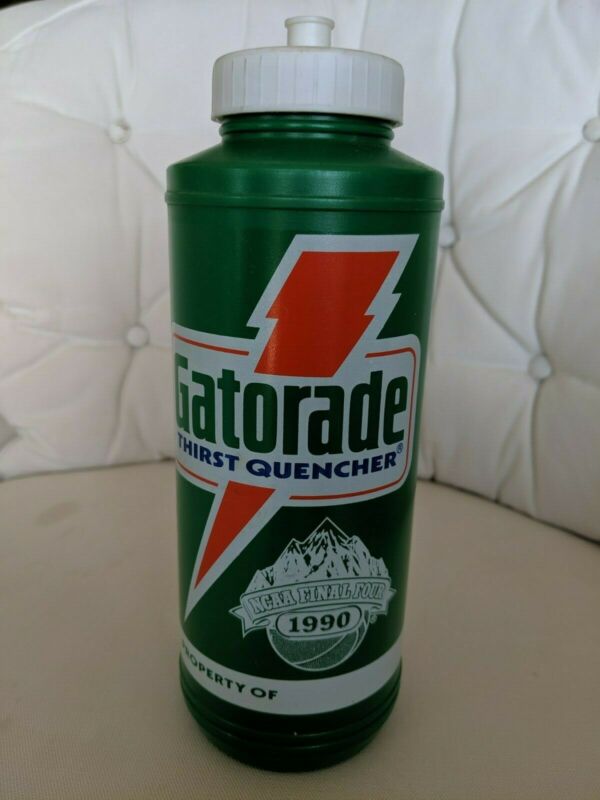 Gatorade
THIRST QUENCHER®
NCAA FINAL FOUR
1990
®
PROPERTY OF